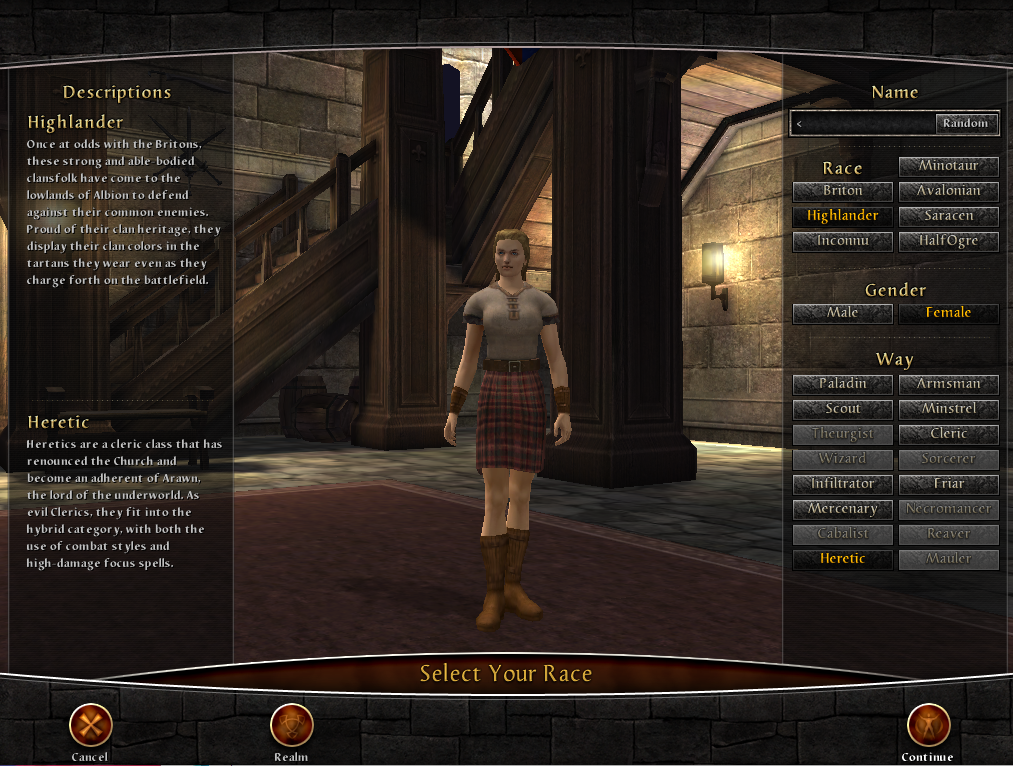 Descriptions
Highlander
Once at odds with the Britons,
these strong and able-bodied
clansfolk have come to the
lowlands of Albion to defend
against their common enemies.
Proud of their clan heritage, they
display their clan colors in the
tartans they wear even as they
charge forth on the battlefield.
Heretic
Heretics are a cleric class that has
renounced the Church and
become an adherent of Arawn,
the lord of the underworld. As
evil Clerics, they fit into the
hybrid category, with both the
use of combat styles and
high-damage focus spells.
Name
< Random
Race Minotaur
Briton Avalonian
Highlander Saracen
Inconnu HalfOgre
Gender
Male Female
Way
Paladin Armsman
Scout Minstrel
Theurgist Cleric
Wizard Sorcerer
Infiltrator Friar
Mercenary Necromancer
Cabalist Reaver
Heretic Mauler
Select Your Race
Cancel Realm Continue